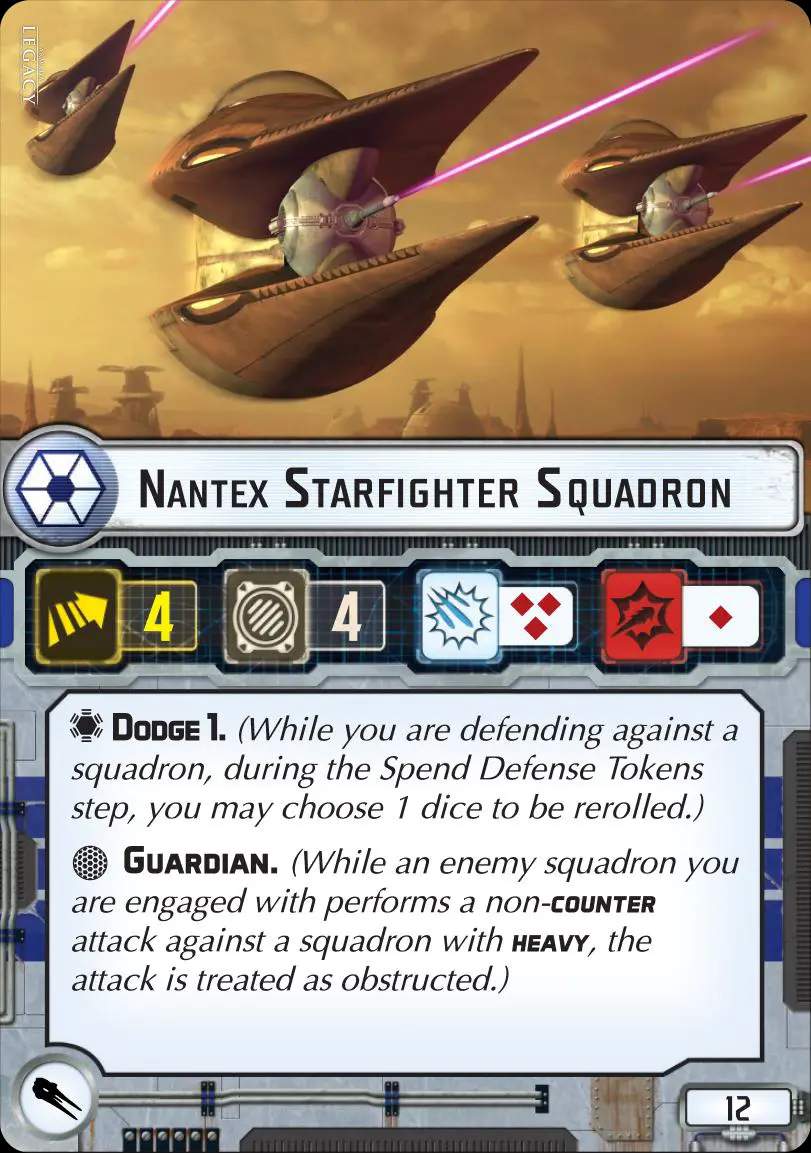 LEGACY
Nantex Starfighter Squadron
4 4
Dodge 1. (While you are defending against a
squadron, during the Spend Defense Tokens
step, you may choose 1 dice to be rerolled.)
Guardian. (While an enemy squadron you
are engaged with performs a non-counter
attack against a squadron with heavy, the
attack is treated as obstructed.)
12